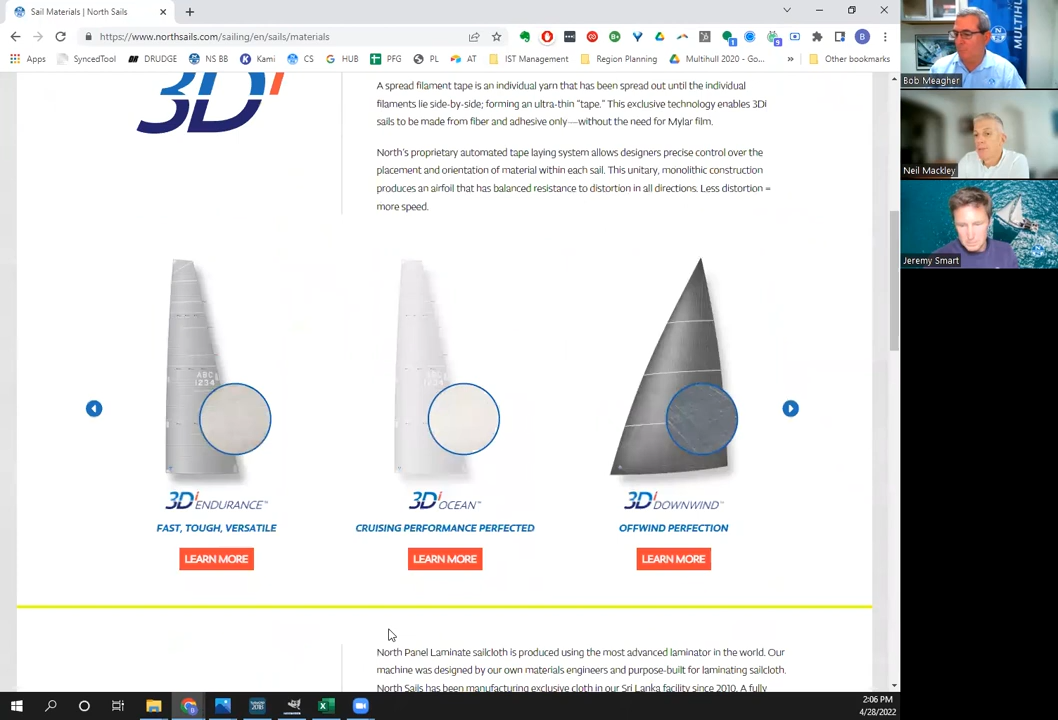 Sail Materials | North Sails
https://www.northsails.com/sailing/en/sails/materials
Apps
SyncedTool
DRUDGE
NS BB
Kami
CS
HUB
PFG
PL
AT
IST Management
Region Planning
Multihull 2020 - Go...
Other bookmarks
3Di
A spread filament tape is an individual yarn that has been spread out until the individual
filaments lie side-by-side; forming an ultra-thin “tape.” This exclusive technology enables 3Di
sails to be made from fiber and adhesive only—without the need for Mylar film.
North’s proprietary automated tape laying system allows designers precise control over the
placement and orientation of material within each sail. This unitary, monolithic construction
produces an airfoil that has balanced resistance to distortion in all directions. Less distortion =
more speed.
ABC
1234
3Di ENDURANCE™
3Di OCEAN™
3Di DOWNWIND™
FAST, TOUGH, VERSATILE
CRUISING PERFORMANCE PERFECTED
OFFWIND PERFECTION
LEARN MORE
LEARN MORE
LEARN MORE
North Panel Laminate sailcloth is produced using the most advanced laminator in the world. Our
machine was designed by our own materials engineers and purpose-built for laminating sailcloth.
North Sails has been manufacturing exclusive cloth in our Sri Lanka facility since 2010. A fully
MULTIHU
Bob Meagher
Neil Mackley
Jeremy Smart
2:06 PM
4/28/2022